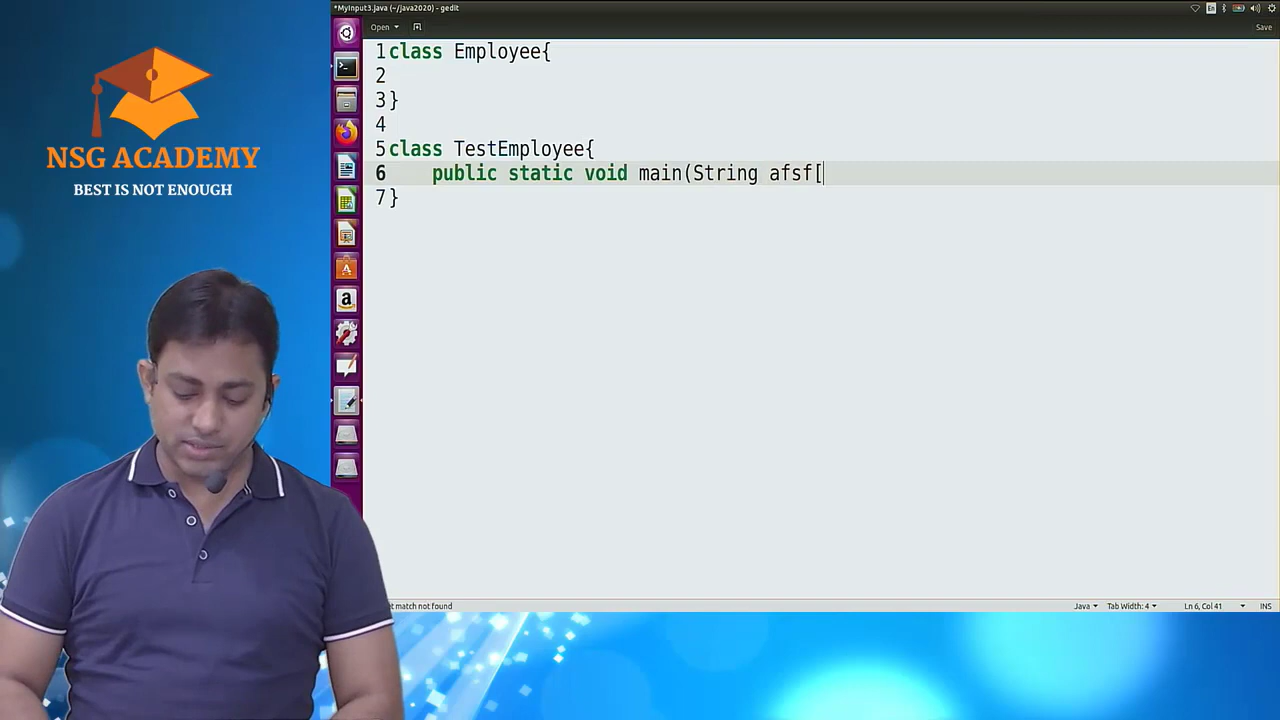 *MyInput3.java (~/java2020) - gedit
En
Open
Save
NSG ACADEMY
BEST IS NOT ENOUGH
1class Employee{
2
3}
4
5class TestEmployee{
6    public static void main(String afsf[
7}
a
t match not found
Java
Tab Width: 4
Ln 6, Col 41
INS